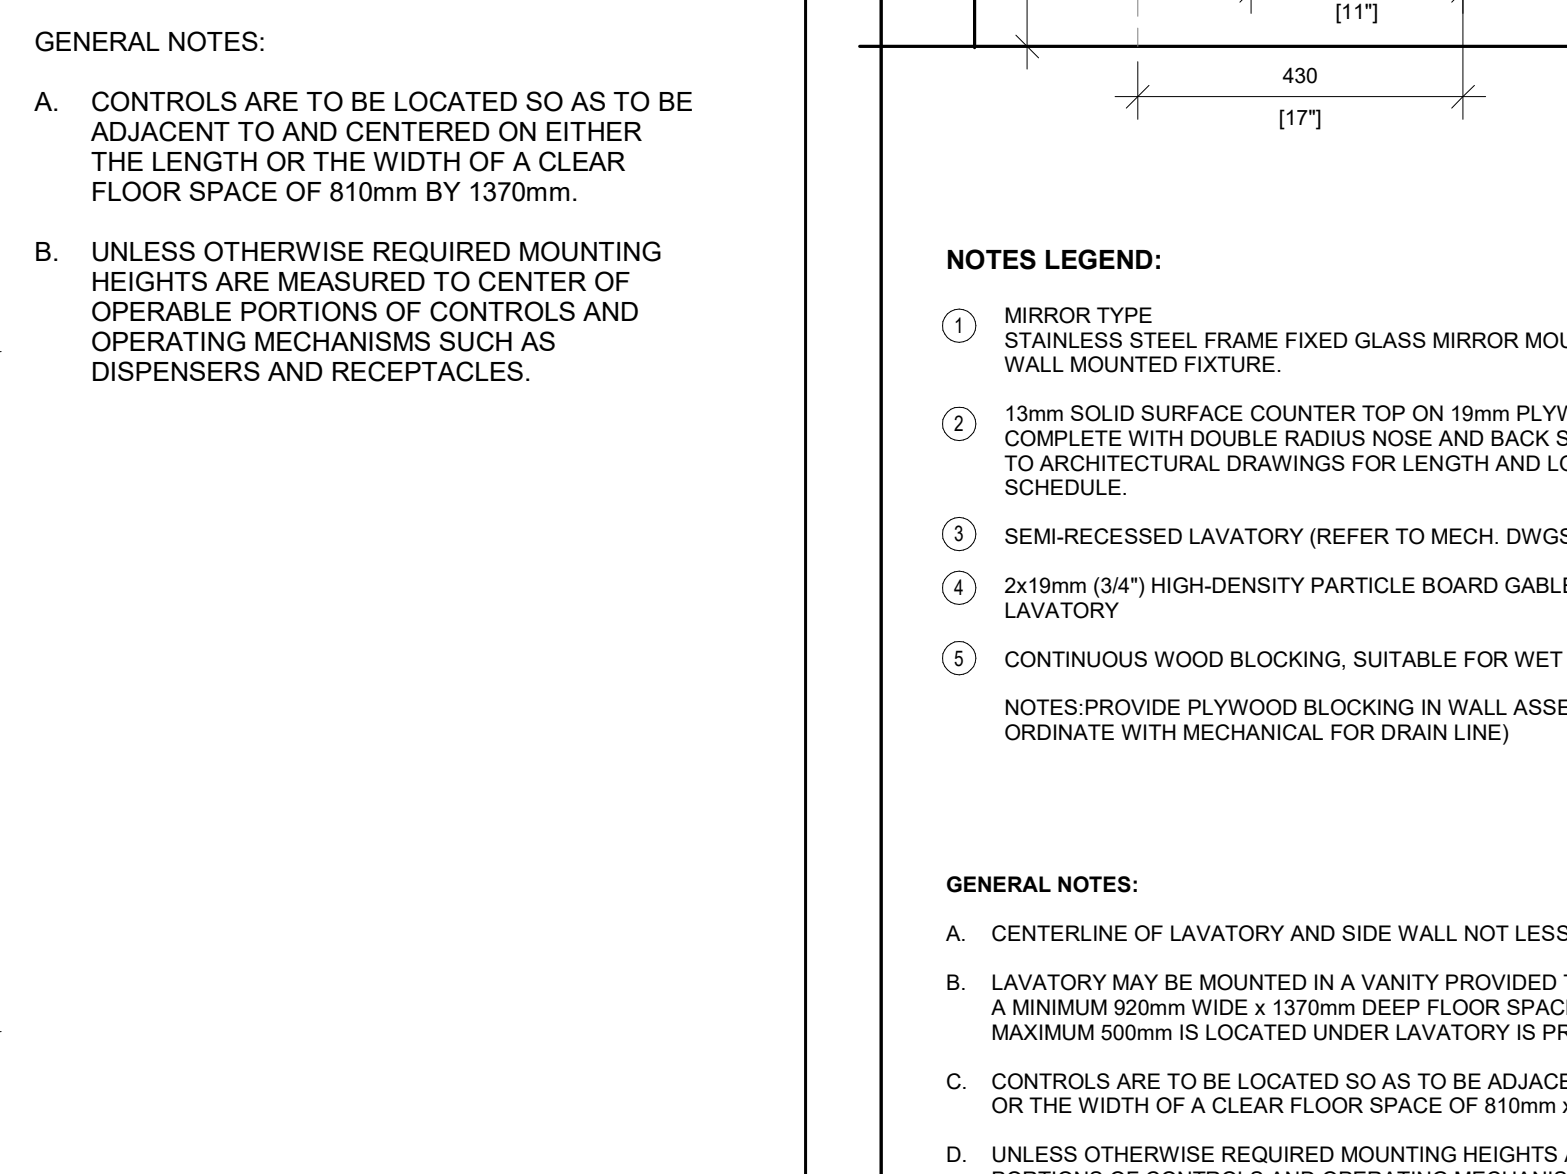 GENERAL NOTES:
A. CONTROLS ARE TO BE LOCATED SO AS TO BE
ADJACENT TO AND CENTERED ON EITHER
THE LENGTH OR THE WIDTH OF A CLEAR
FLOOR SPACE OF 810mm BY 1370mm.
B. UNLESS OTHERWISE REQUIRED MOUNTING
HEIGHTS ARE MEASURED TO CENTER OF
OPERABLE PORTIONS OF CONTROLS AND
OPERATING MECHANISMS SUCH AS
DISPENSERS AND RECEPTACLES.
[11"]
430
[17"]
NOTES LEGEND:
1 MIRROR TYPE
STAINLESS STEEL FRAME FIXED GLASS MIRROR
WALL MOUNTED FIXTURE.
2 13mm SOLID SURFACE COUNTER TOP ON 19mm
COMPLETE WITH DOUBLE RADIUS NOSE AND BACK
TO ARCHITECTURAL DRAWINGS FOR LENGTH AND
SCHEDULE.
3 SEMI-RECESSED LAVATORY (REFER TO MECH. DWGS
4 2x19mm (3/4") HIGH-DENSITY PARTICLE BOARD
LAVATORY
5 CONTINUOUS WOOD BLOCKING, SUITABLE FOR WET
NOTES:PROVIDE PLYWOOD BLOCKING IN WALL
ORDINATE WITH MECHANICAL FOR DRAIN LINE)
GENERAL NOTES:
A. CENTERLINE OF LAVATORY AND SIDE WALL NOT LESS
B. LAVATORY MAY BE MOUNTED IN A VANITY PROVIDED
A MINIMUM 920mm WIDE x 1370mm DEEP FLOOR
MAXIMUM 500mm IS LOCATED UNDER LAVATORY IS
C. CONTROLS ARE TO BE LOCATED SO AS TO BE
OR THE WIDTH OF A CLEAR FLOOR SPACE OF 810mm x
D. UNLESS OTHERWISE REQUIRED MOUNTING HEIGHTS
PORTIONS OF CONTROLS AND OPERATING